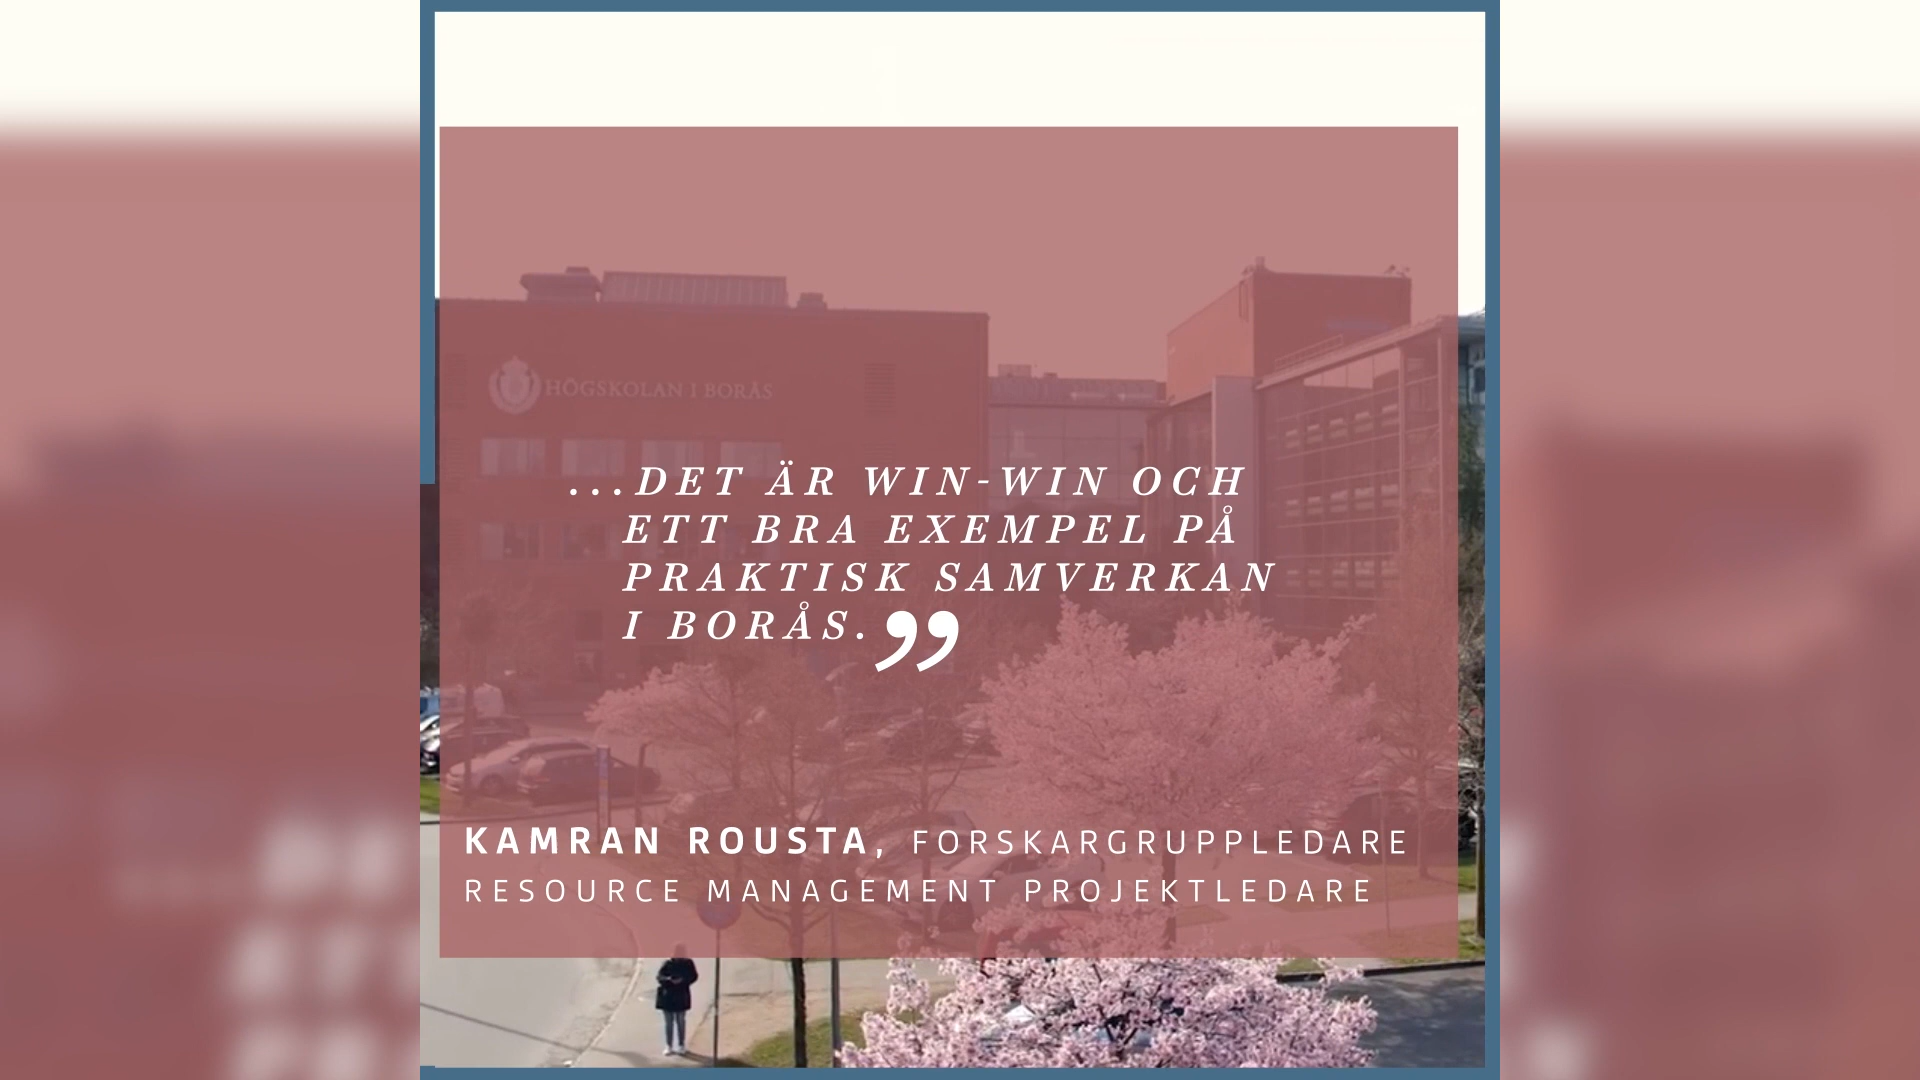 HÖGSKOLAN I BORÅS
...DET ÄR WIN-WIN OCH
ETT BRA EXEMPEL PÅ
PRAKTISK SAMVERKAN
I BORÅS.”
KAMRAN ROUSTA, FORSKARGRUPPLEDARE
RESOURCE MANAGEMENT PROJEKTLEDARE